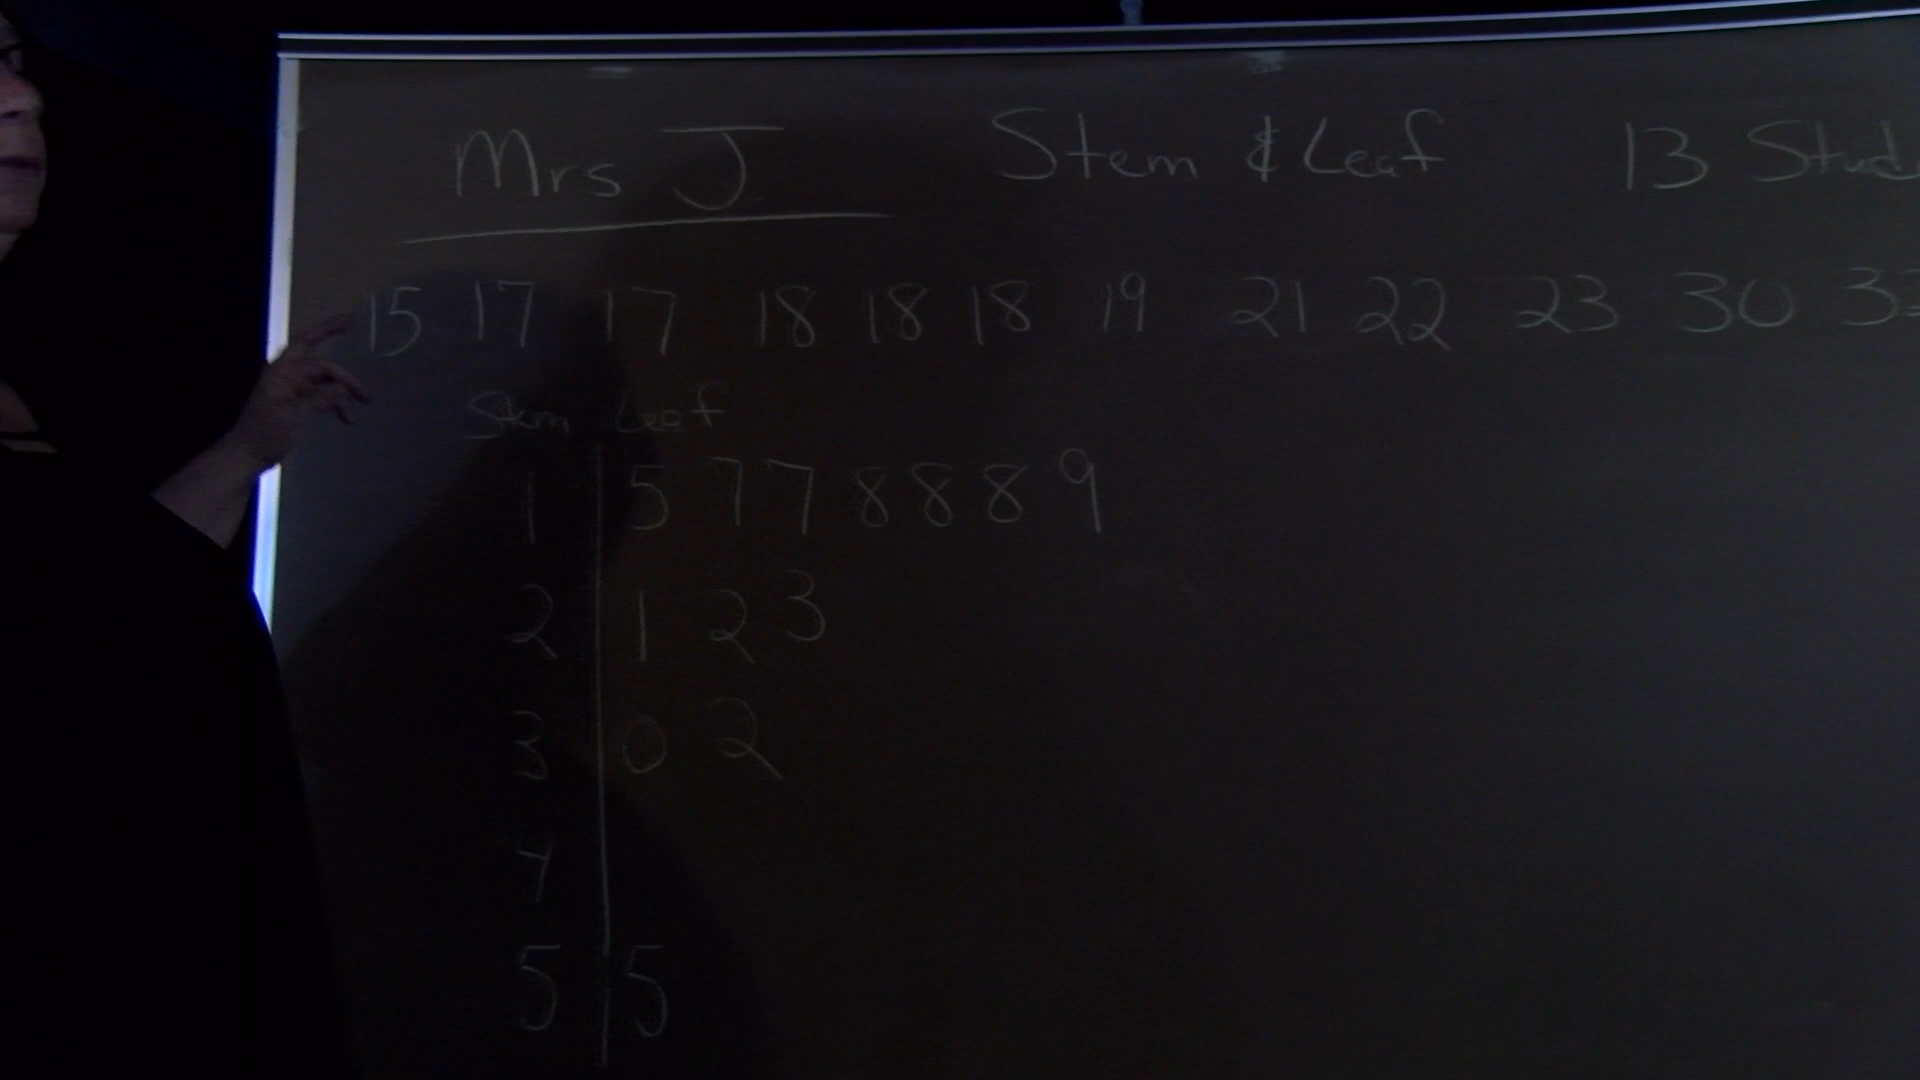 Mrs J Stem & Leaf 13 Stud
15 17 17 18 18 18 19 21 22 23 30 32
Stem Leaf
1 5 7 7 8 8 8 9
2 1 2 3
3 0 2
4
5 5